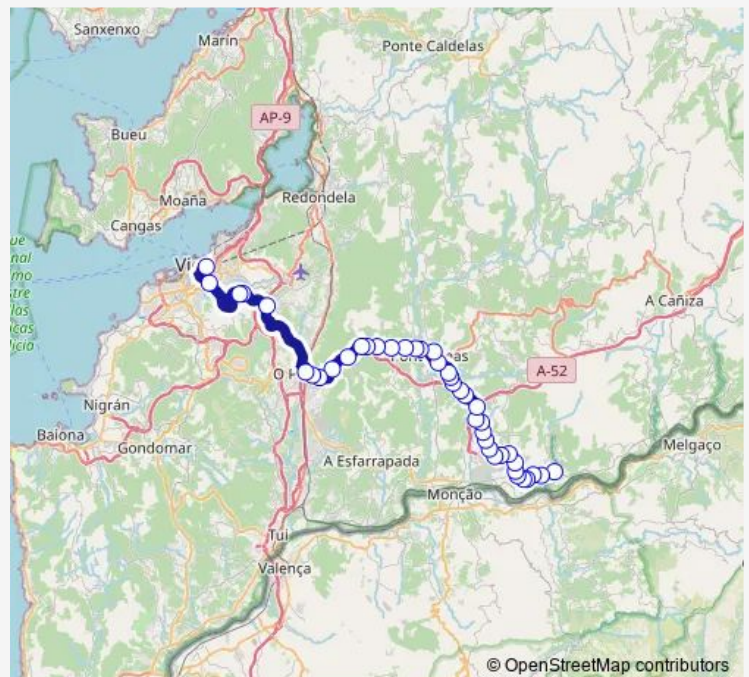 Sanxenxo
Marín
Ponte Caldelas
AP-9
Bueu
Moaña
Redondela
Cangas
A Cañiza
A-52
Nigrán
Baiona
Gondomar
A Esfarrapada
Melgaço
Monção
Tui
Valença
© OpenStreetMap contributors